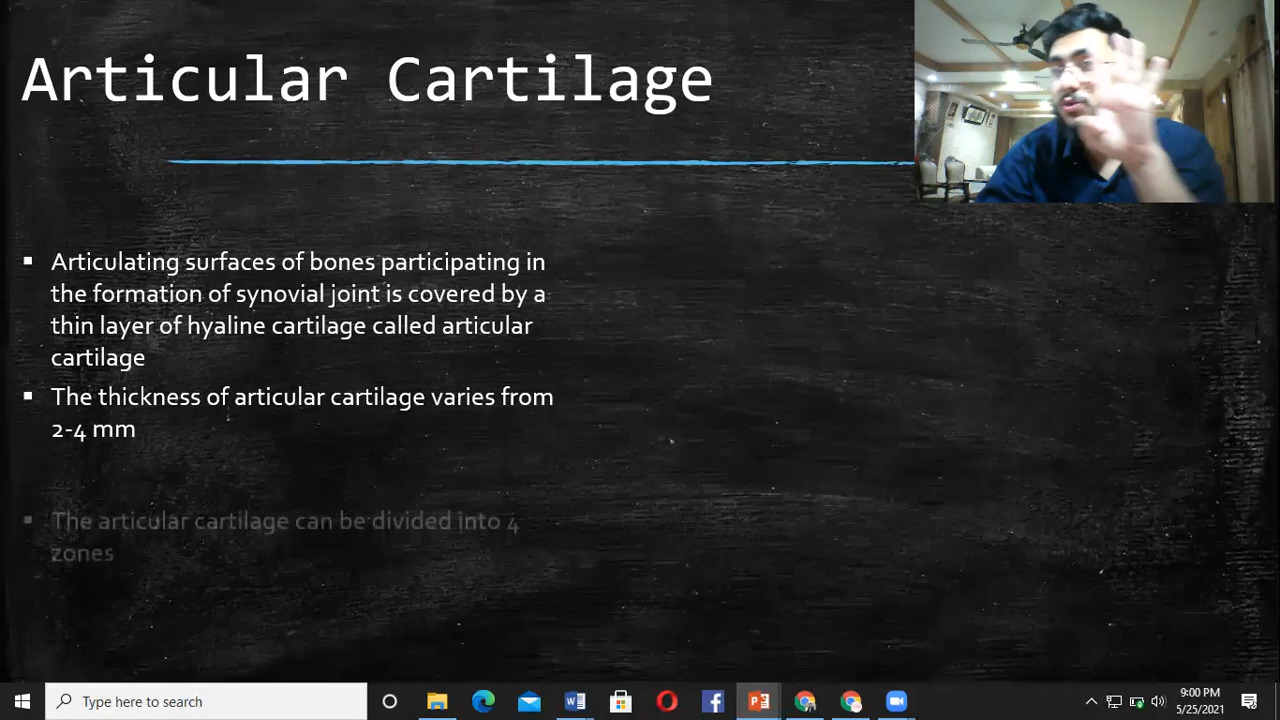 Articular Cartilage
▪ Articulating surfaces of bones participating in
the formation of synovial joint is covered by a
thin layer of hyaline cartilage called articular
cartilage
▪ The thickness of articular cartilage varies from
2-4 mm
▪ The articular cartilage can be divided into 4
zones
Type here to search
9:00 PM
5/25/2021